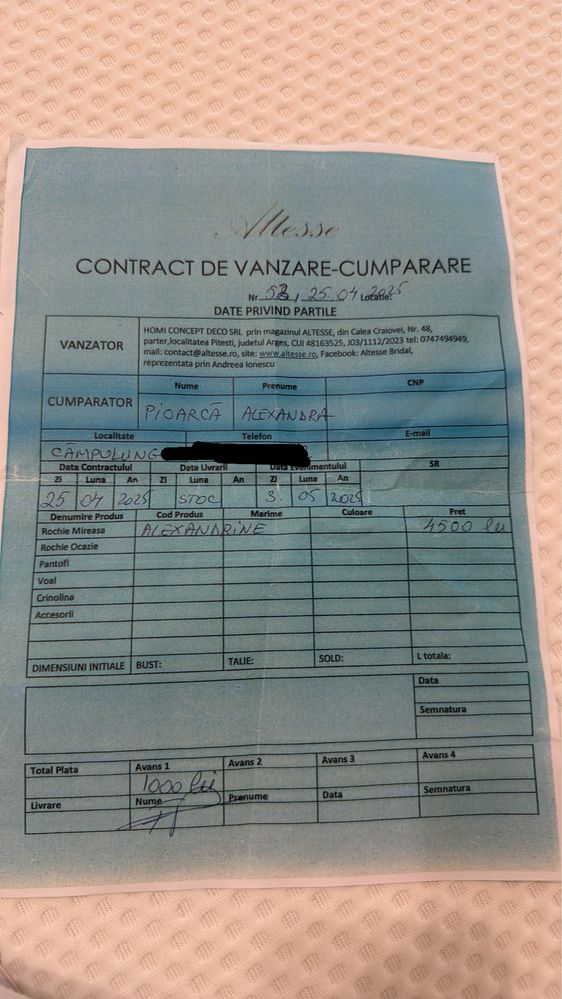 Altesse
CONTRACT DE VANZARE-CUMPARARE
Nr. 53 / 25.04.2025 Locatie:
DATE PRIVIND PARTILE
VANZATOR
HOMI CONCEPT DECO SRL prin magazinul ALTESSE, din Calea Craiovei, Nr. 48,
parter,localitatea Pitesti, judetul Arges, CUI 48163525, J03/1112/2023 tel: 0747494949,
mail: contact@altesse.ro, site: www.altesse.ro, Facebook: Altesse Bridal,
reprezentata prin Andreea Ionescu
Nume Prenume CNP
CUMPARATOR PIOARCĂ ALEXANDRA
Localitate Telefon E-mail
CÂMPULUNG
Data Contractului Data Livrarii Data Evenimentului SR
Zi Luna An Zi Luna An Zi Luna An
25 04 2025 STOC 3. 05 2025
Denumire Produs Cod Produs Marime Culoare Pret
Rochie Mireasa ALEXANDRINE 4500 lei
Rochie Ocazie
Pantofi
Voal
Crinolina
Accesorii
DIMENSIUNI INITIALE BUST: TALIE: SOLD: L totala:
Data
Semnatura
Total Plata Avans 1 Avans 2 Avans 3 Avans 4
1000 lei
Livrare Nume Prenume Data Semnatura